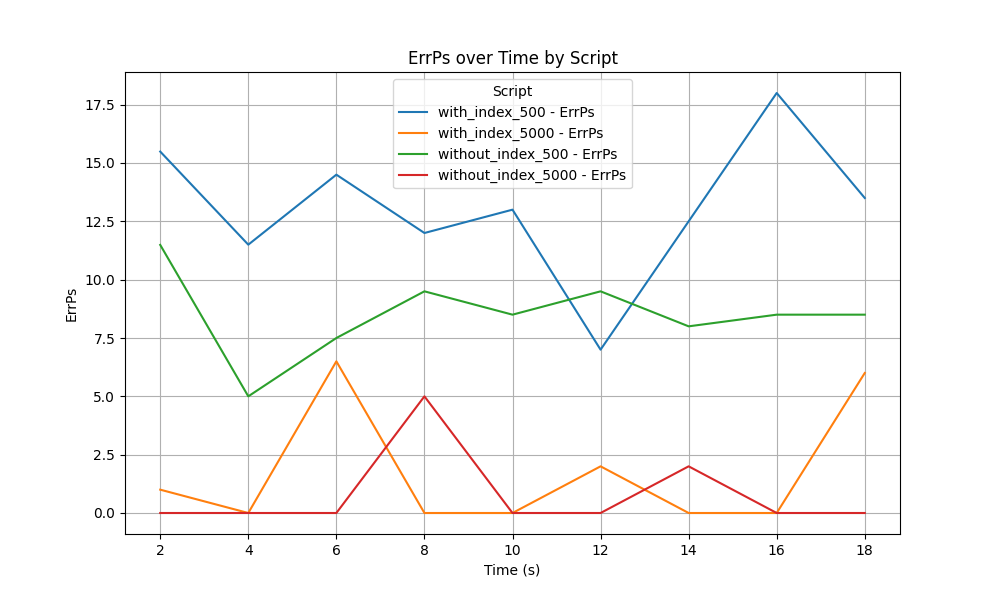 ErrPs over Time by Script
Script
with_index_500 - ErrPs
with_index_5000 - ErrPs
without_index_500 - ErrPs
without_index_5000 - ErrPs
ErrPs
17.5
15.0
12.5
10.0
7.5
5.0
2.5
0.0
2 4 6 8 10 12 14 16 18
Time (s)